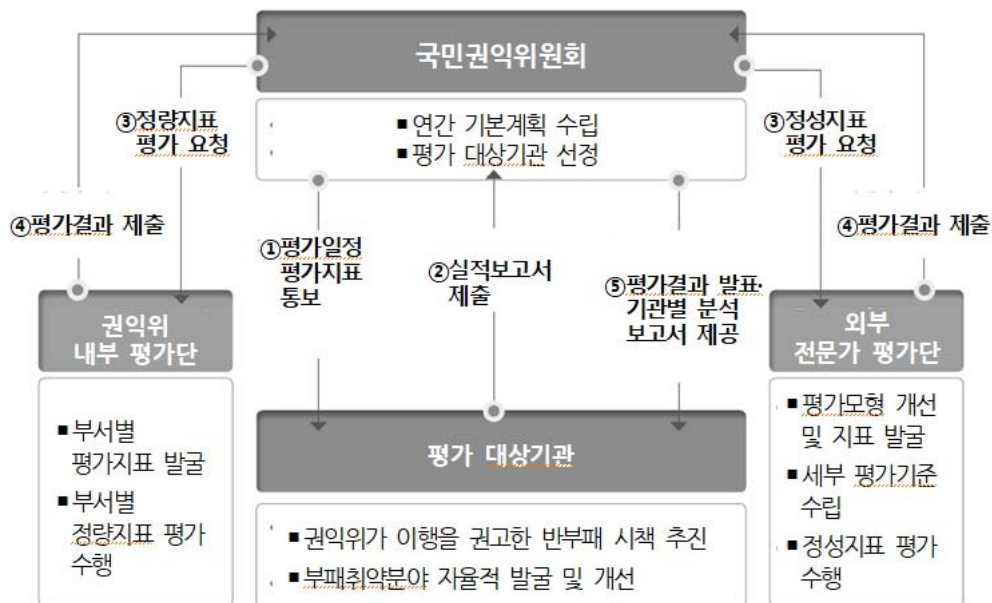 국민권익위원회
■ 연간 기본계획 수립
■ 평가 대상기관 선정
③정량지표
평가 요청
③정성지표
평가 요청
④평가결과 제출
④평가결과 제출
①평가일정
평가지표
통보
②실적보고서
제출
⑤평가결과 발표·
기관별 분석
보고서 제공
권익위
내부 평가단
■ 부서별
평가지표 발굴
■ 부서별
정량지표 평가
수행
평가 대상기관
■ 권익위가 이행을 권고한 반부패 시책 추진
■ 부패취약분야 자율적 발굴 및 개선
외부
전문가 평가단
■ 평가모형 개선
및 지표 발굴
■ 세부 평가기준
수립
■ 정성지표 평가
수행